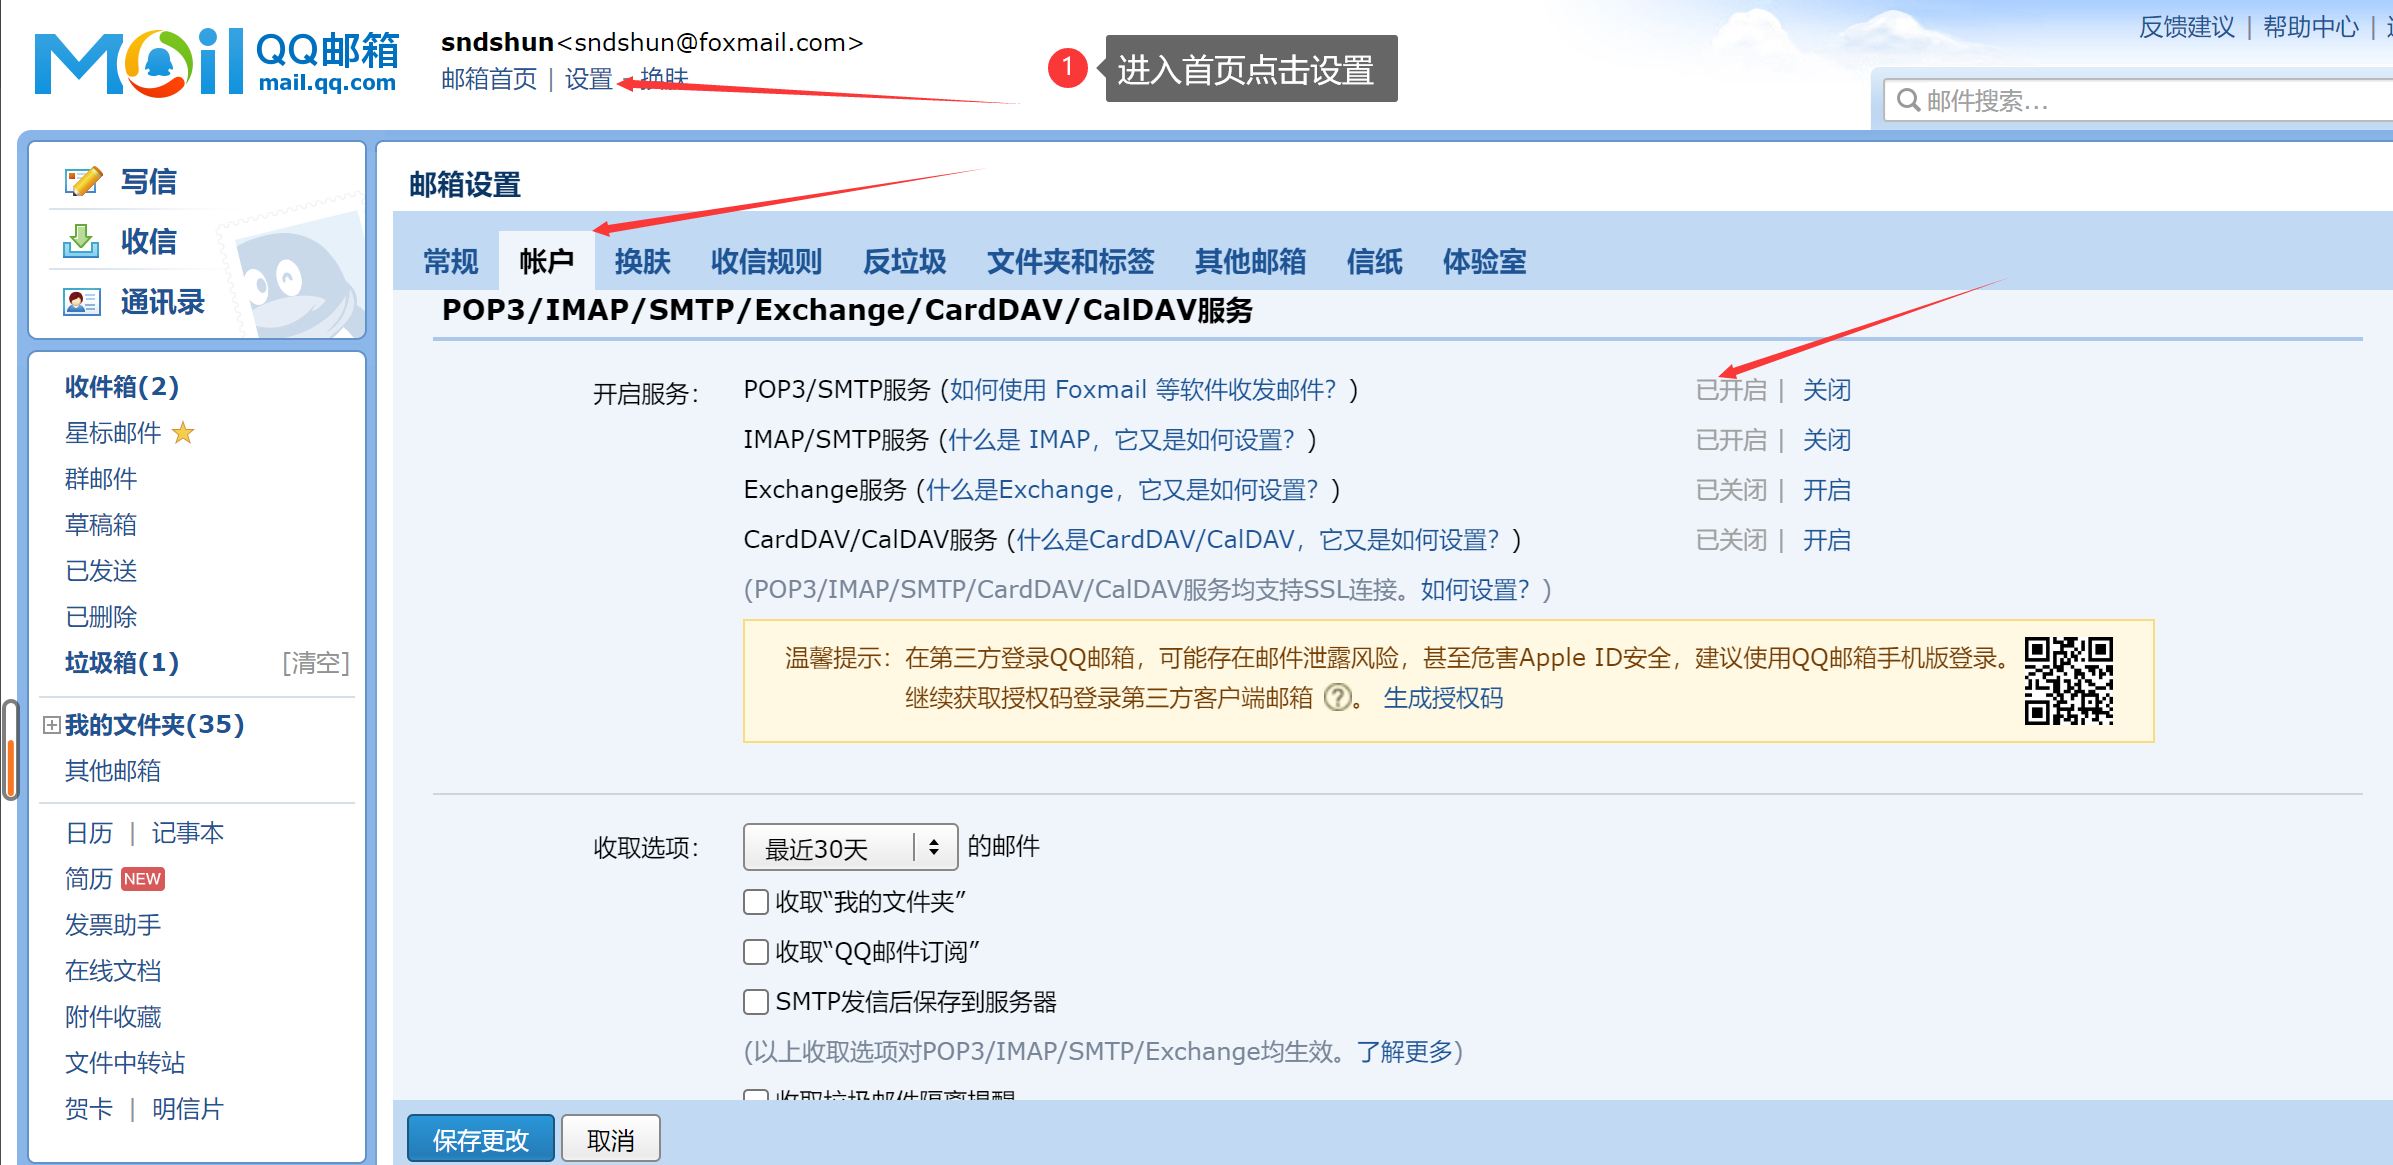 Mail QQ邮箱
mail.qq.com
sndshun<sndshun@foxmail.com>
邮箱首页 | 设置 - 换肤
1 进入首页点击设置
反馈建议 | 帮助中心 |
邮件搜索...
写信
收信
通讯录
收件箱(2)
星标邮件
群邮件
草稿箱
已发送
已删除
垃圾箱(1) [清空]
我的文件夹(35)
其他邮箱
日历 | 记事本
简历 NEW
发票助手
在线文档
附件收藏
文件中转站
贺卡 | 明信片
邮箱设置
常规 帐户 换肤 收信规则 反垃圾 文件夹和标签 其他邮箱 信纸 体验室
POP3/IMAP/SMTP/Exchange/CardDAV/CalDAV服务
开启服务： POP3/SMTP服务 (如何使用 Foxmail 等软件收发邮件？) 已开启 | 关闭
IMAP/SMTP服务 (什么是 IMAP，它又是如何设置？) 已开启 | 关闭
Exchange服务 (什么是Exchange，它又是如何设置？) 已关闭 | 开启
CardDAV/CalDAV服务 (什么是CardDAV/CalDAV，它又是如何设置？) 已关闭 | 开启
(POP3/IMAP/SMTP/CardDAV/CalDAV服务均支持SSL连接。如何设置？)
温馨提示：在第三方登录QQ邮箱，可能存在邮件泄露风险，甚至危害Apple ID安全，建议使用QQ邮箱手机版登录。
继续获取授权码登录第三方客户端邮箱 ?。 生成授权码
收取选项： 最近30天 的邮件
收取“我的文件夹”
收取“QQ邮件订阅”
SMTP发信后保存到服务器
(以上收取选项对POP3/IMAP/SMTP/Exchange均生效。了解更多)
收取垃圾邮件隔离提醒
保存更改 取消